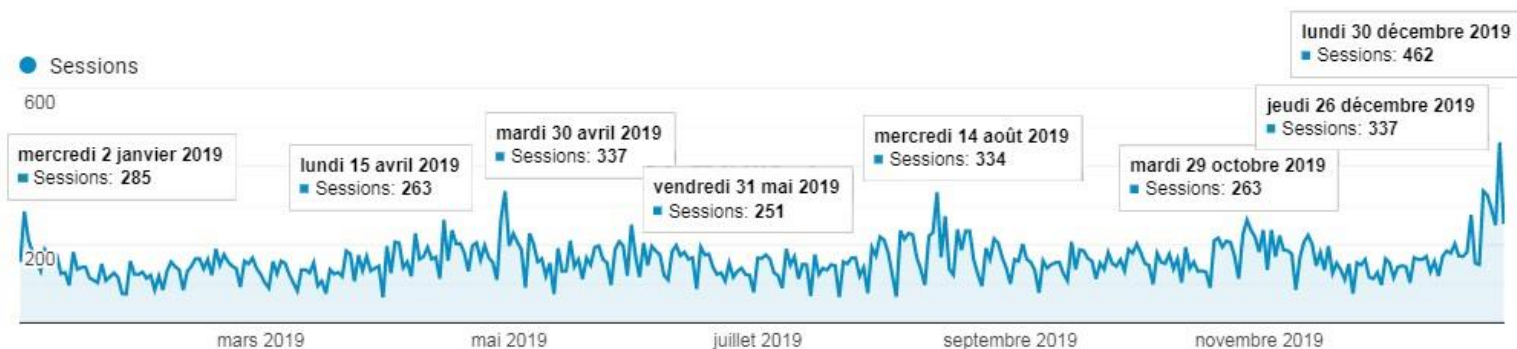 Sessions
600
200
mercredi 2 janvier 2019
Sessions: 285
lundi 15 avril 2019
Sessions: 263
mardi 30 avril 2019
Sessions: 337
vendredi 31 mai 2019
Sessions: 251
mercredi 14 août 2019
Sessions: 334
mardi 29 octobre 2019
Sessions: 263
jeudi 26 décembre 2019
Sessions: 337
lundi 30 décembre 2019
Sessions: 462
mars 2019
mai 2019
juillet 2019
septembre 2019
novembre 2019